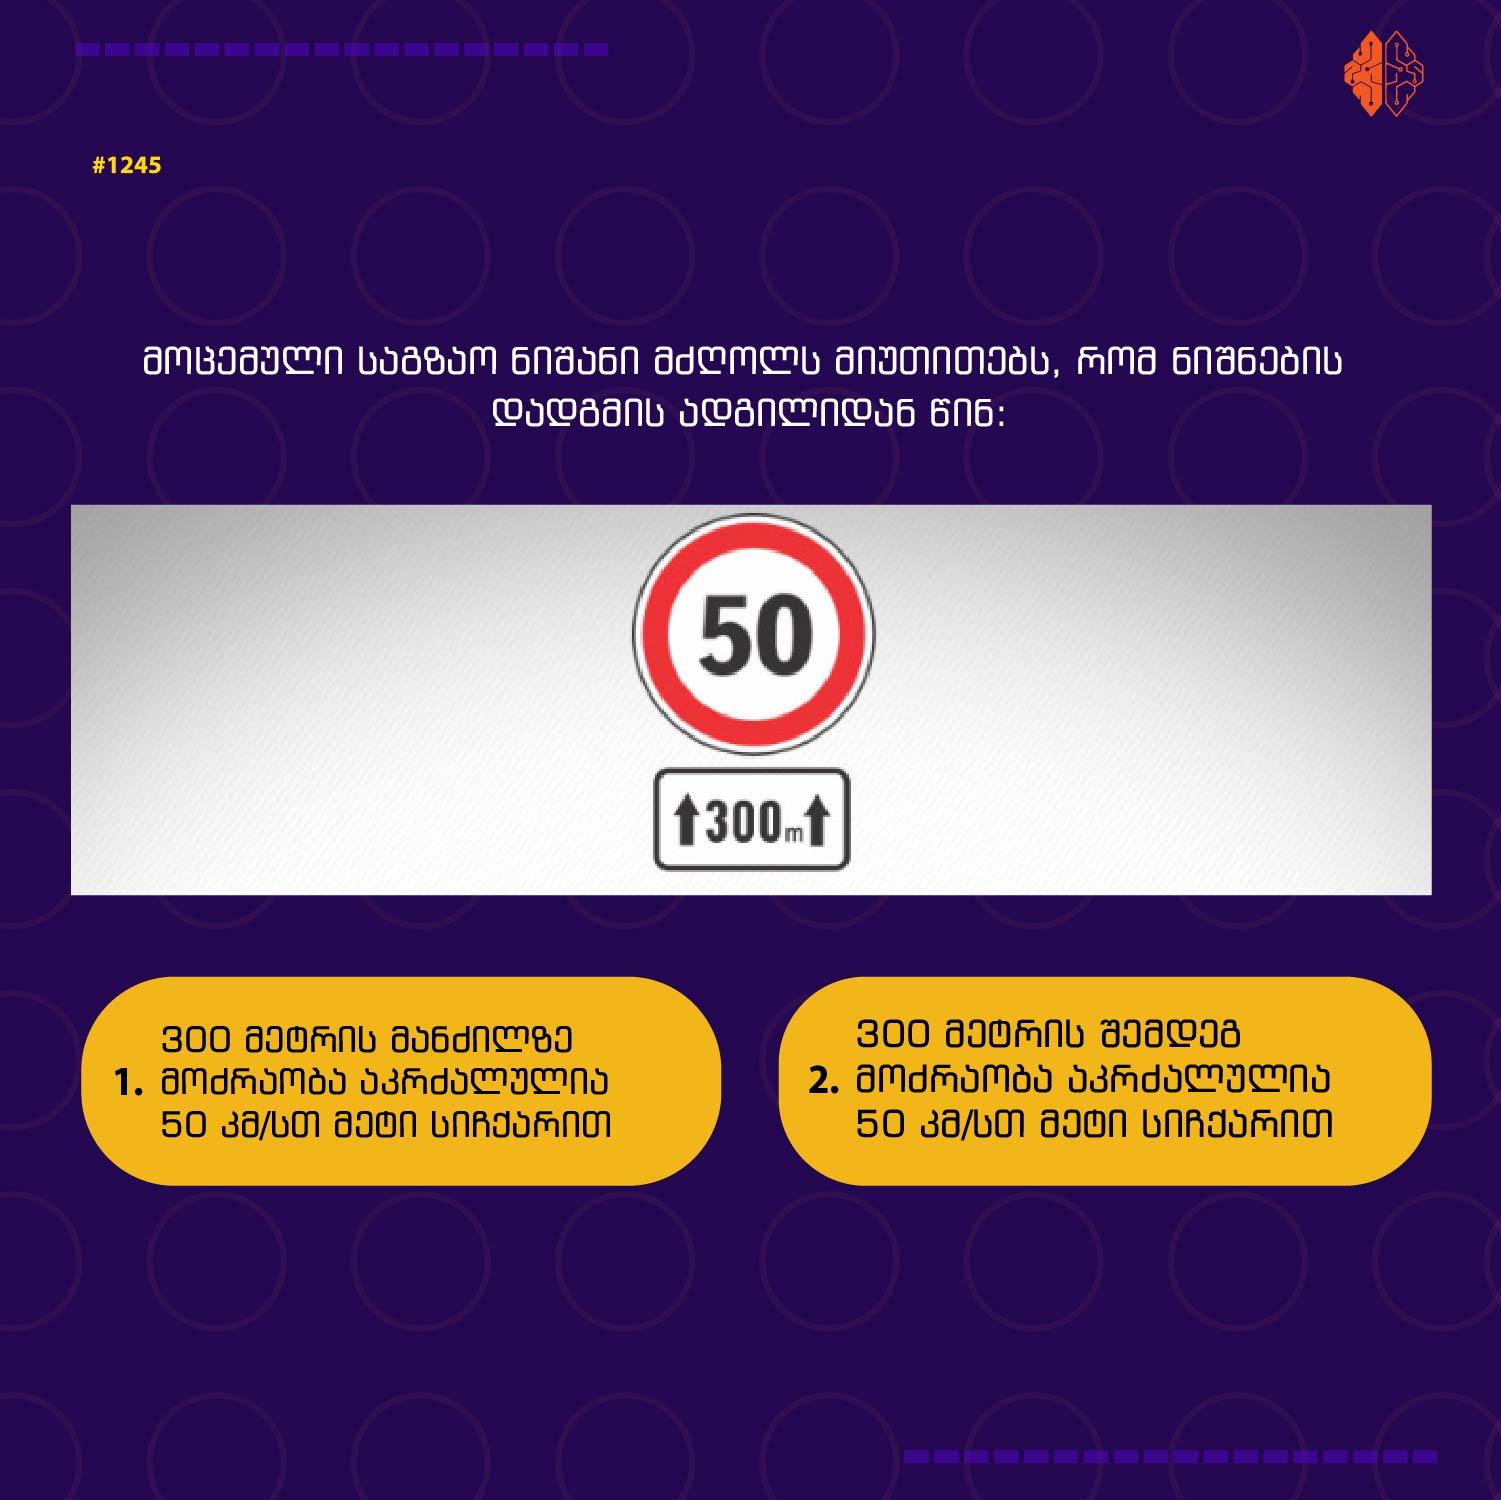 #1245
მოცემული საგზაო ნიშანი მძღოლს მიუთითებს, რომ ნიშნების
დადგმის ადგილიდან წინ:
50
300m
300 მეტრის მანძილზე
1. მოძრაობა აკრძალულია
50 კმ/სთ მეტი სიჩქარით
300 მეტრის შემდეგ
2. მოძრაობა აკრძალულია
50 კმ/სთ მეტი სიჩქარით